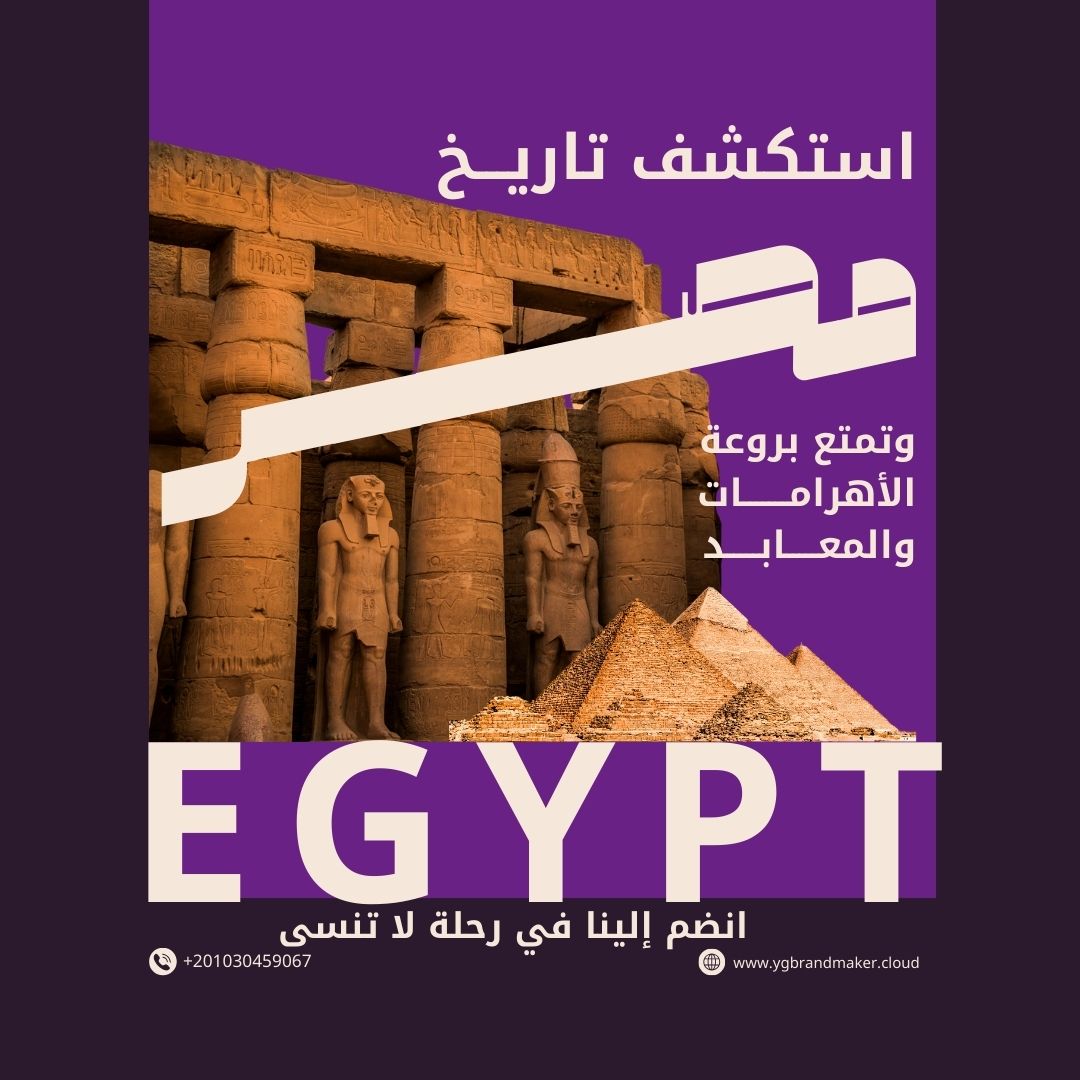 استكشف تاريخ
مصر
وتمتع بروعة
الأهرامات
والمعابد
EGYPT
انضم إلينا في رحلة لا تنسى
+201030459067
www.ygbrandmaker.cloud